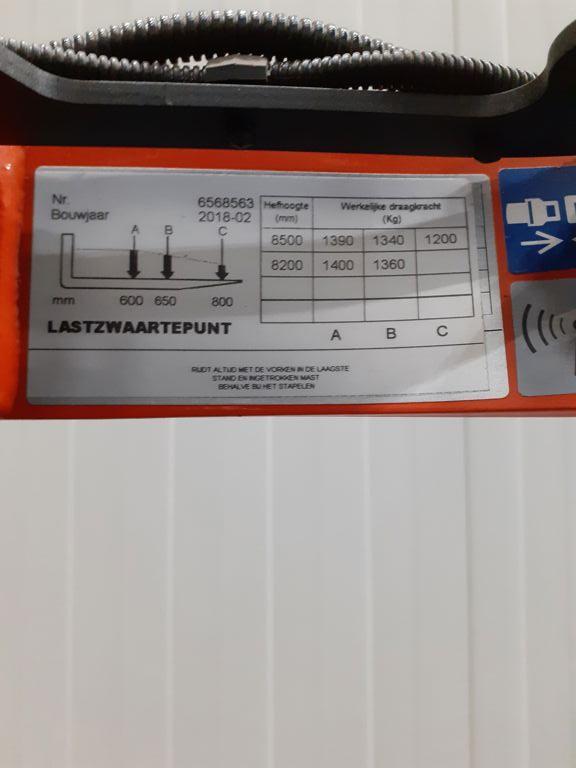 Nr. 6568563
Bouwjaar 2018-02
A B C
mm 600 650 800
LASTZWAARTEPUNT
Hefhoogte (mm) Werkelijke draagkracht (Kg)
8500 1390 1340 1200
8200 1400 1360
A B C
RIJDT ALTIJD MET DE VORKEN IN DE LAAGSTE
STAND EN INGETROKKEN MAST
BEHALVE BIJ HET STAPELEN